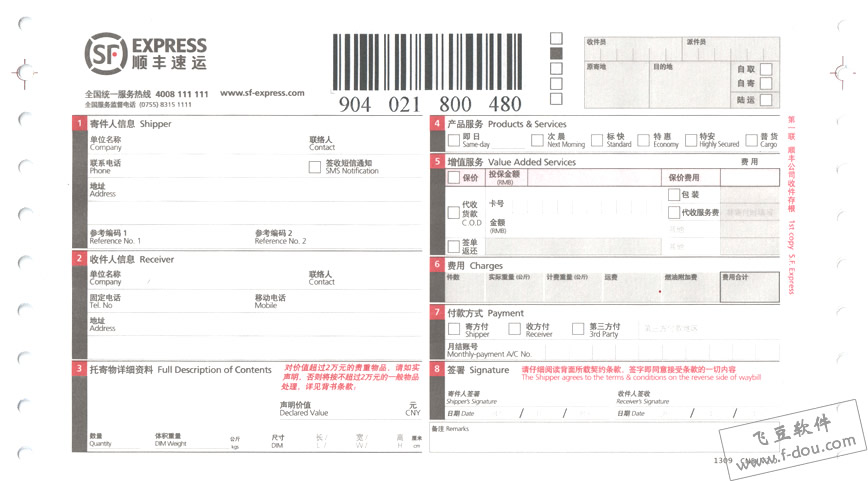 SF EXPRESS
顺丰速运
全国统一服务热线 4008 111 111 www.sf-express.com
全国服务监督电话 (0755) 8315 1111
904 021 800 480
收件员 派件员
原寄地 目的地
自取
自寄
陆运
1 寄件人信息 Shipper
单位名称 联络人
Company Contact
联系电话 签收短信通知
Phone SMS Notification
地址
Address
参考编码 1 参考编码 2
Reference No. 1 Reference No. 2
2 收件人信息 Receiver
单位名称 联络人
Company Contact
固定电话 移动电话
Tel. No Mobile
地址
Address
3 托寄物详细资料 Full Description of Contents
对价值超过2万元的贵重物品、请如实
声明、否则将按不超过2万元的一般物品
处理、详见背书条款。
声明价值 元
Declared Value CNY
数量 体积重量 公斤 尺寸 长 / 宽 / 高 厘米
Quantity DIM Weight kgs DIM L / W / H cm
4 产品服务 Products & Services
即日 次晨 标快 特惠 特安 普货
Same-day Next Morning Standard Economy Highly Secured Cargo
5 增值服务 Value Added Services 费用
保价 投保金额 保价费用
(RMB)
包装
代收 卡号
货款 代收服务费
C.O.D 金额
(RMB) 其他
签单
返还 其他
6 费用 Charges
件数 实际重量 (公斤) 计费重量 (公斤) 运费 燃油附加费 费用合计
7 付款方式 Payment
寄方付 收方付 第三方付
Shipper Receiver 3rd Party
月结账号
Monthly-payment A/C No.
8 签署 Signature 请仔细阅读背面所载契约条款、签字即同意接受条款的一切内容
The Shipper agrees to the terms & conditions on the reverse side of waybill
寄件人签署 收件人签收
Shipper's Signature Receiver's Signature
日期 Date / / 日期 Date / /
备注 Remarks
第一联 顺丰公司收件存根 1st copy S.F. Express
1309
飞豆软件
www.f-dou.com